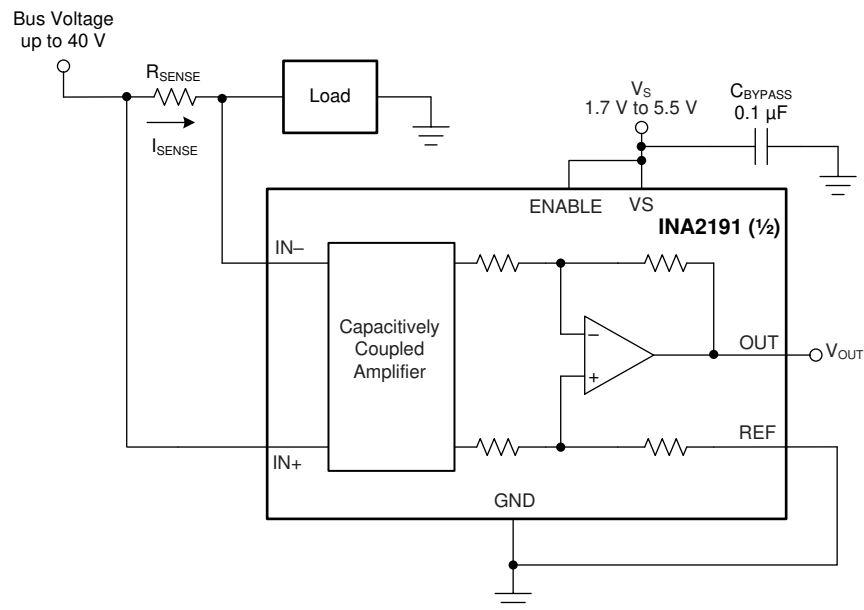 Bus Voltage
up to 40 V
RSENSE
ISENSE
Load
VS
1.7 V to 5.5 V
CBYPASS
0.1 µF
ENABLE
VS
INA2191 (½)
IN–
Capacitively
Coupled
Amplifier
–
+
OUT
VOUT
REF
IN+
GND